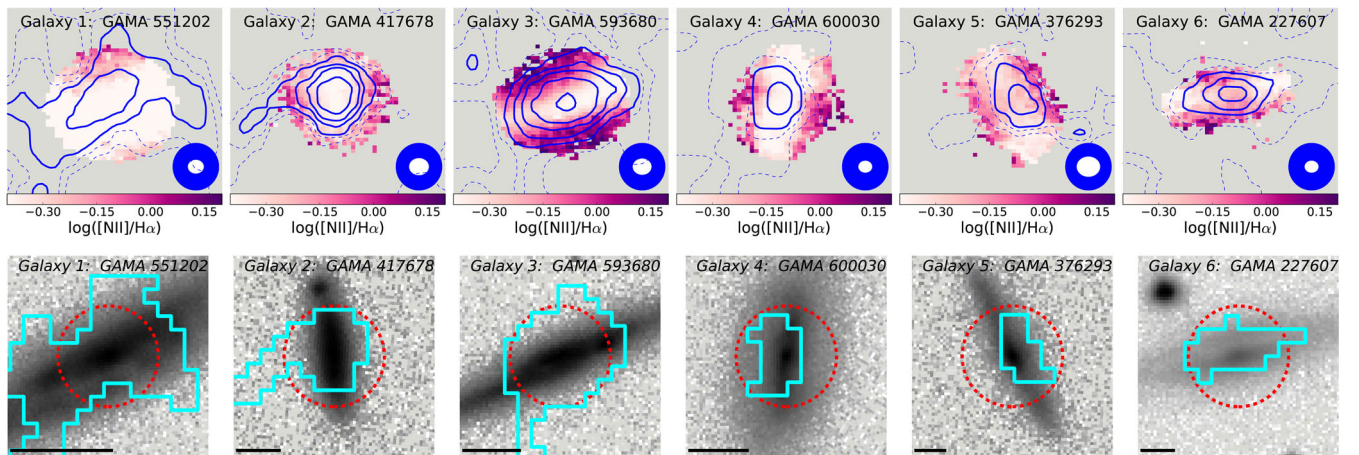 Galaxy 1: GAMA 551202
Galaxy 2: GAMA 417678
Galaxy 3: GAMA 593680
Galaxy 4: GAMA 600030
Galaxy 5: GAMA 376293
Galaxy 6: GAMA 227607
−0.30 −0.15 0.00 0.15
−0.30 −0.15 0.00 0.15
−0.30 −0.15 0.00 0.15
−0.30 −0.15 0.00 0.15
−0.30 −0.15 0.00 0.15
−0.30 −0.15 0.00 0.15
log([NII]/Hα)
log([NII]/Hα)
log([NII]/Hα)
log([NII]/Hα)
log([NII]/Hα)
log([NII]/Hα)
Galaxy 1: GAMA 551202
Galaxy 2: GAMA 417678
Galaxy 3: GAMA 593680
Galaxy 4: GAMA 600030
Galaxy 5: GAMA 376293
Galaxy 6: GAMA 227607